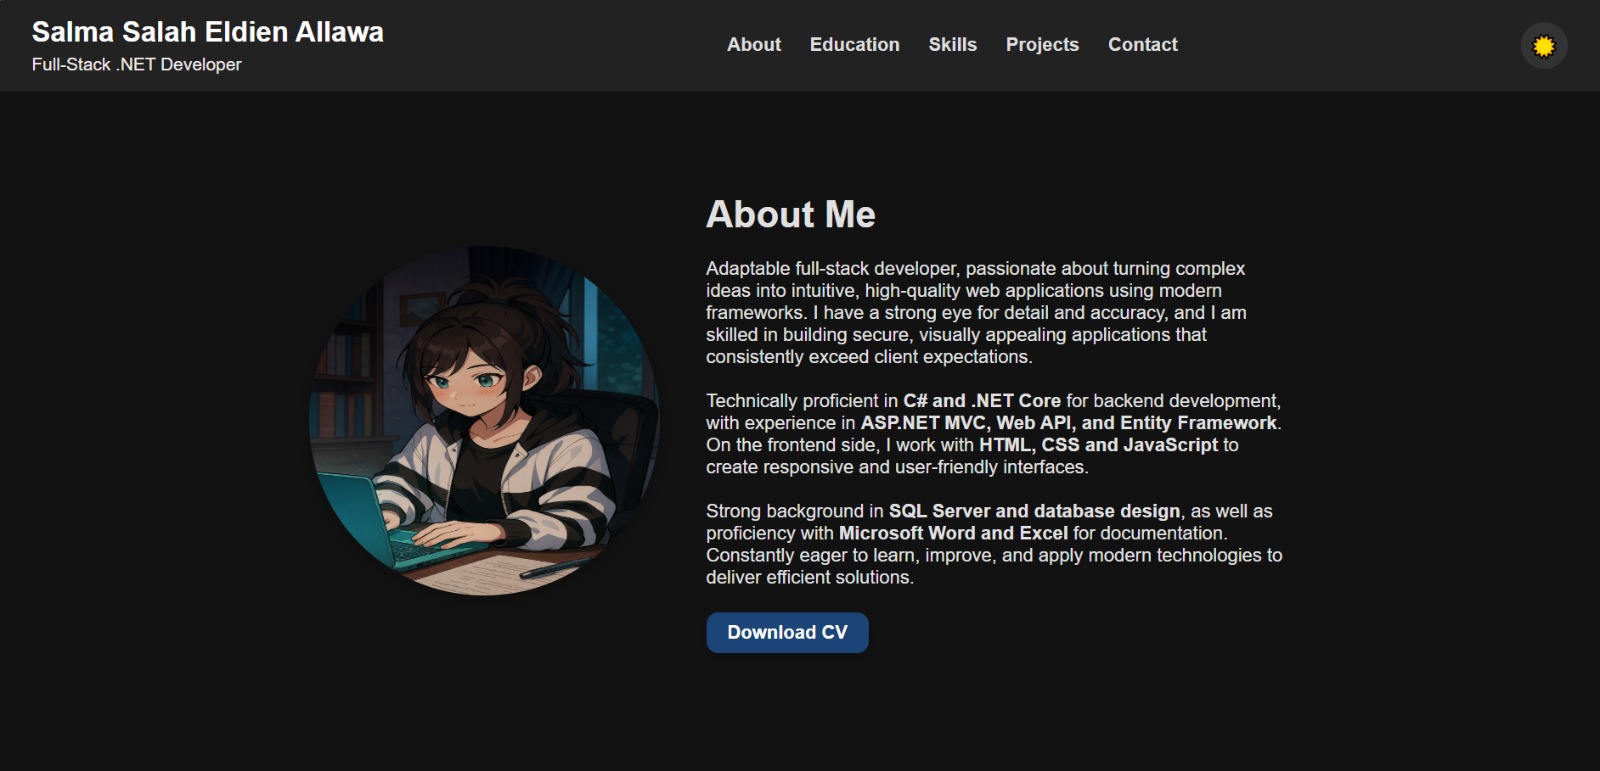 Salma Salah Eldien Allawa
Full-Stack .NET Developer
About Education Skills Projects Contact
About Me
Adaptable full-stack developer, passionate about turning complex
ideas into intuitive, high-quality web applications using modern
frameworks. I have a strong eye for detail and accuracy, and I am
skilled in building secure, visually appealing applications that
consistently exceed client expectations.
Technically proficient in C# and .NET Core for backend development,
with experience in ASP.NET MVC, Web API, and Entity Framework.
On the frontend side, I work with HTML, CSS and JavaScript to
create responsive and user-friendly interfaces.
Strong background in SQL Server and database design, as well as
proficiency with Microsoft Word and Excel for documentation.
Constantly eager to learn, improve, and apply modern technologies to
deliver efficient solutions.
Download CV